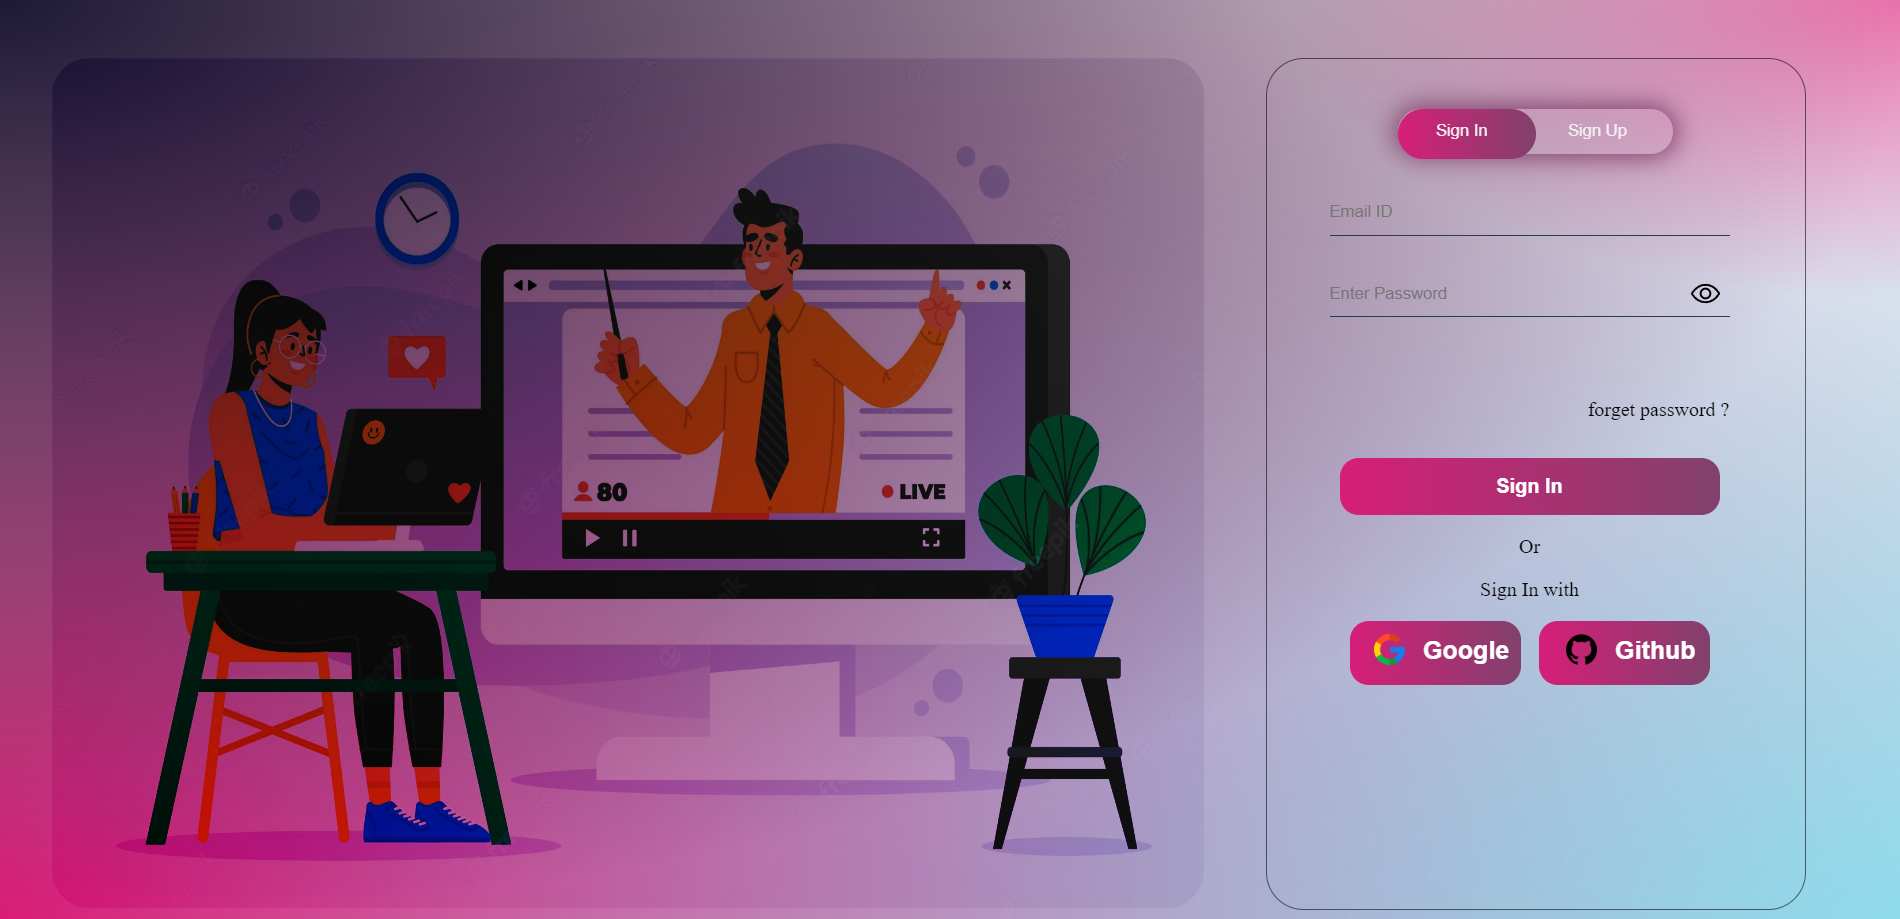 Sign In Sign Up
Email ID
Enter Password
forget password ?
Sign In
Or
Sign In with
Google Github
80
LIVE
freepik